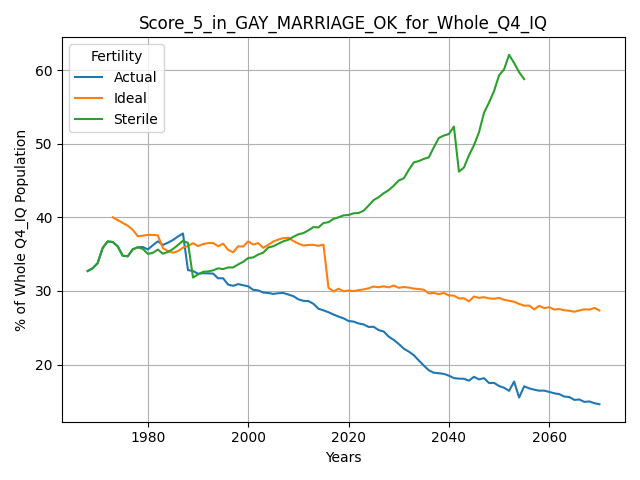 Score_5_in_GAY_MARRIAGE_OK_for_Whole_Q4_IQ
Fertility
Actual
Ideal
Sterile
% of Whole Q4_IQ Population
60
50
40
30
20
1980
2000
2020
2040
2060
Years